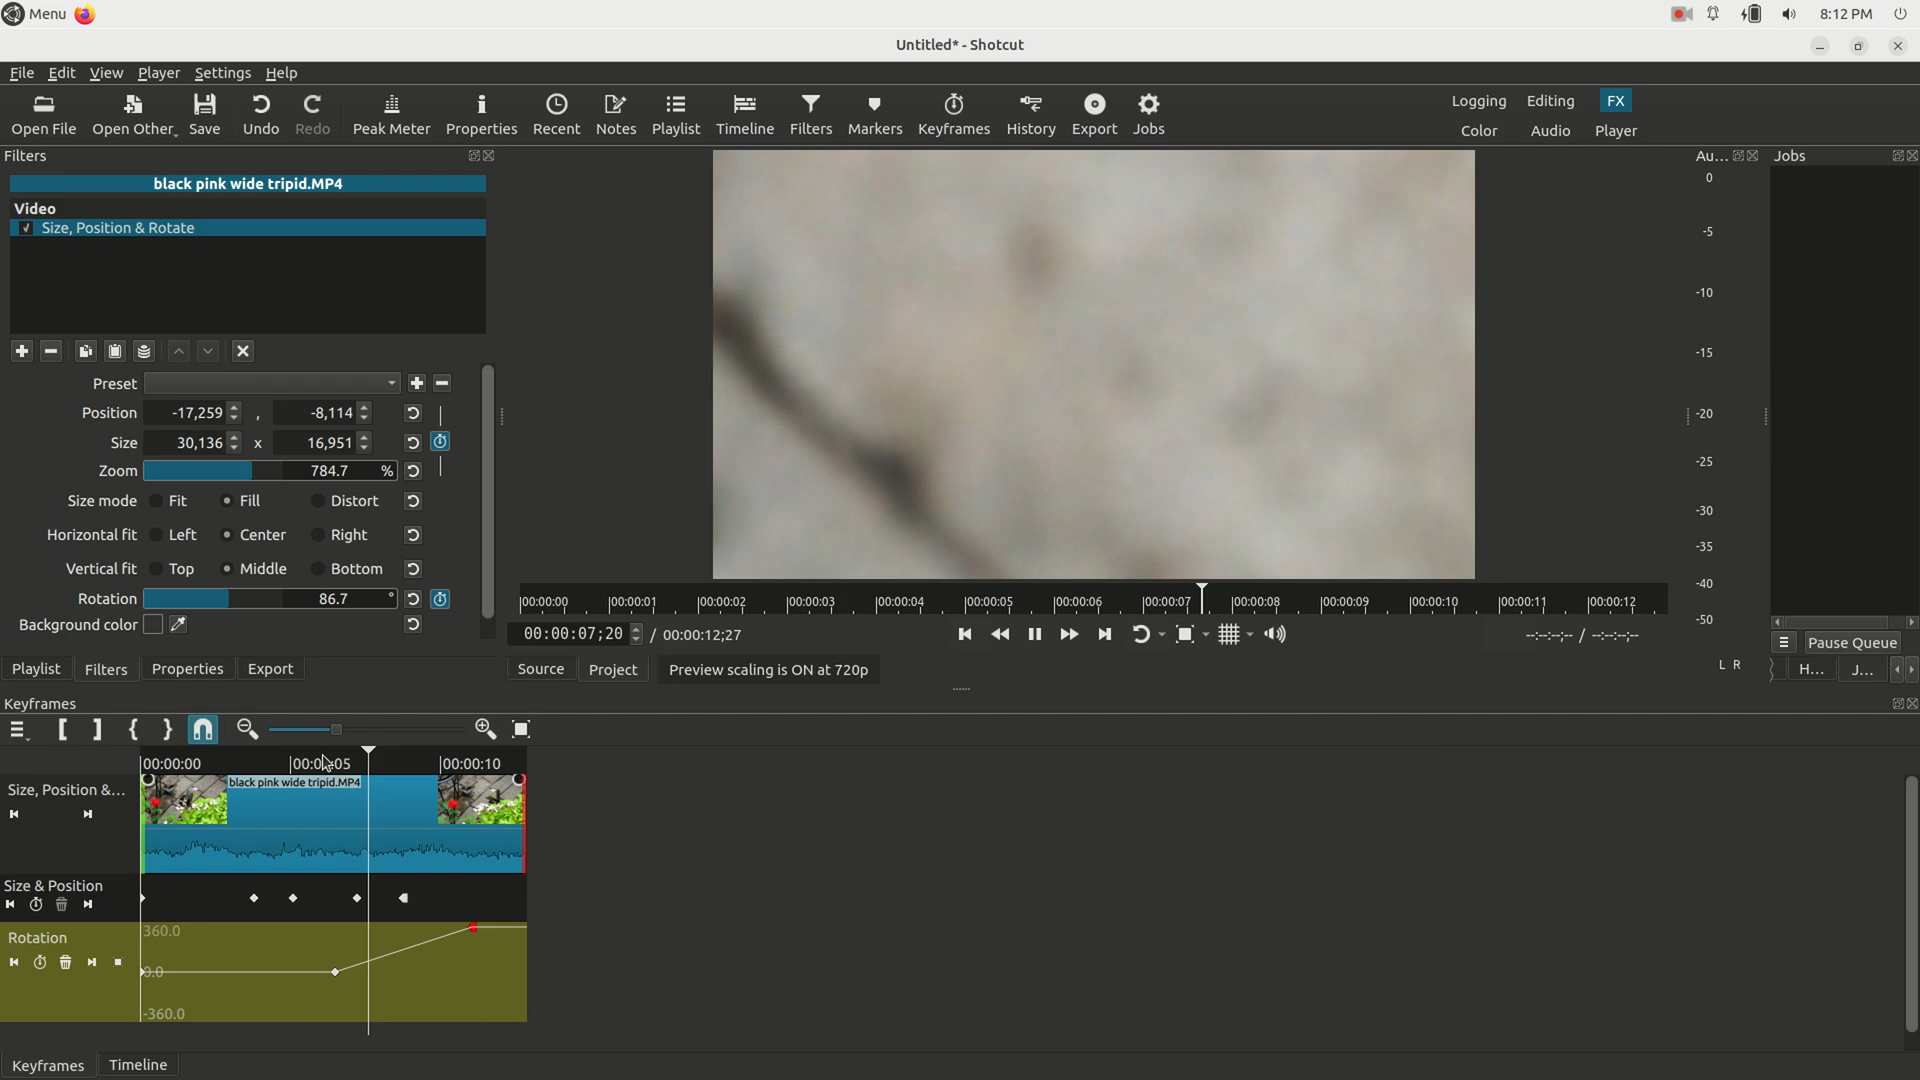 Menu 8:12 PM
Untitled* - Shotcut
File Edit View Player Settings Help
Open File Open Other Save Undo Redo Peak Meter Properties Recent Notes Playlist Timeline Filters Markers Keyframes History Export Jobs
Logging Editing FX
Color Audio Player
Filters
black pink wide tripid.MP4
Video
Size, Position & Rotate
Preset
Position -17,259 , -8,114
Size 30,136 x 16,951
Zoom 784.7 %
Size mode Fit Fill Distort
Horizontal fit Left Center Right
Vertical fit Top Middle Bottom
Rotation 86.7 °
Background color
Playlist Filters Properties Export
00:00:00 00:00:01 00:00:02 00:00:03 00:00:04 00:00:05 00:00:06 00:00:07 00:00:08 00:00:09 00:00:10 00:00:11 00:00:12
00:00:07;20 / 00:00:12;27
--:--:--;-- / --:--:--;--
Source Project Preview scaling is ON at 720p
Au...
0
-5
-10
-15
-20
-25
-30
-35
-40
-50
L R
Jobs
Pause Queue
H... J...
Keyframes
00:00:00 00:00:05 00:00:10
Size, Position &...
black pink wide tripid.MP4
Size & Position
Rotation
360.0
0.0
-360.0
Keyframes Timeline